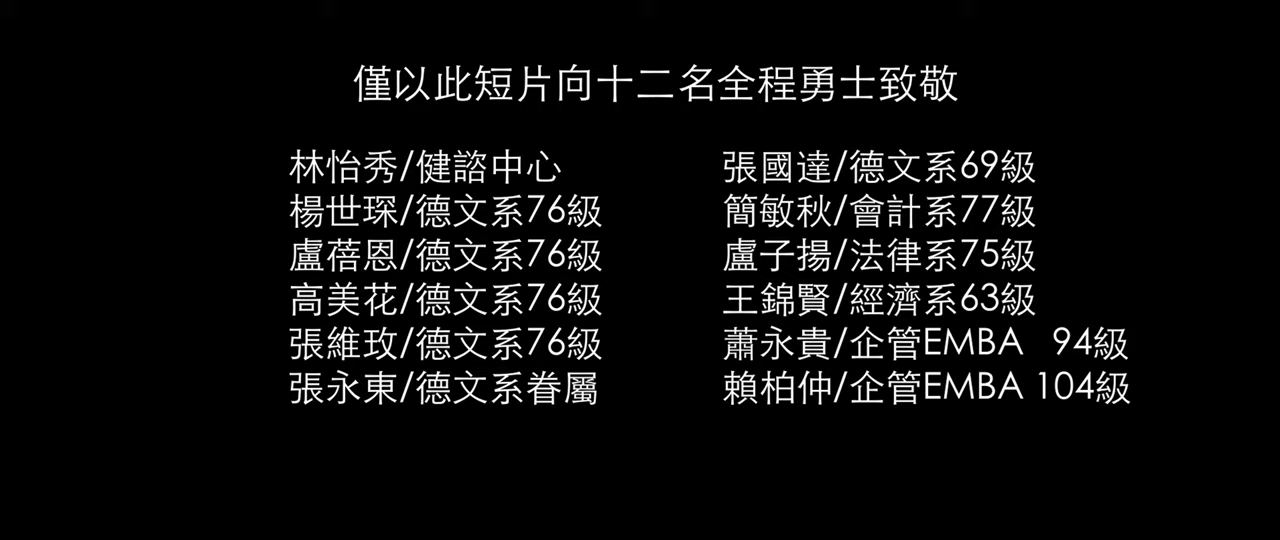 僅以此短片向十二名全程勇士致敬
林怡秀/健諮中心
楊世琛/德文系76級
盧蓓恩/德文系76級
高美花/德文系76級
張維玫/德文系76級
張永東/德文系眷屬
張國達/德文系69級
簡敏秋/會計系77級
盧子揚/法律系75級
王錦賢/經濟系63級
蕭永貴/企管EMBA 94級
賴柏仲/企管EMBA 104級